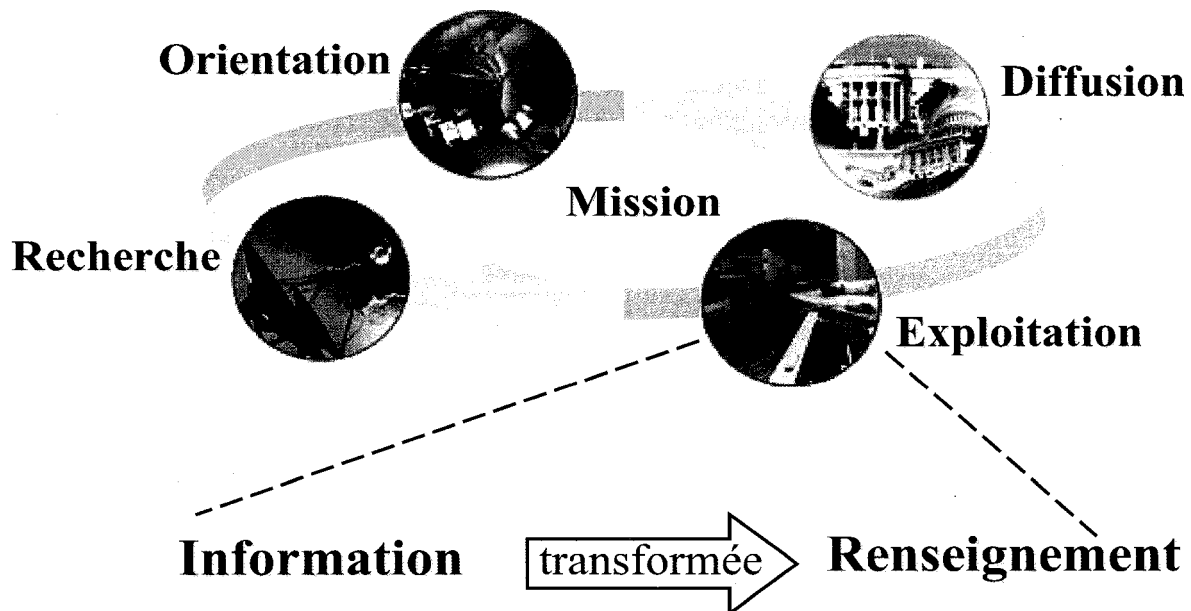 Orientation
Diffusion
Mission
Recherche
Exploitation
Information
transformée
Renseignement